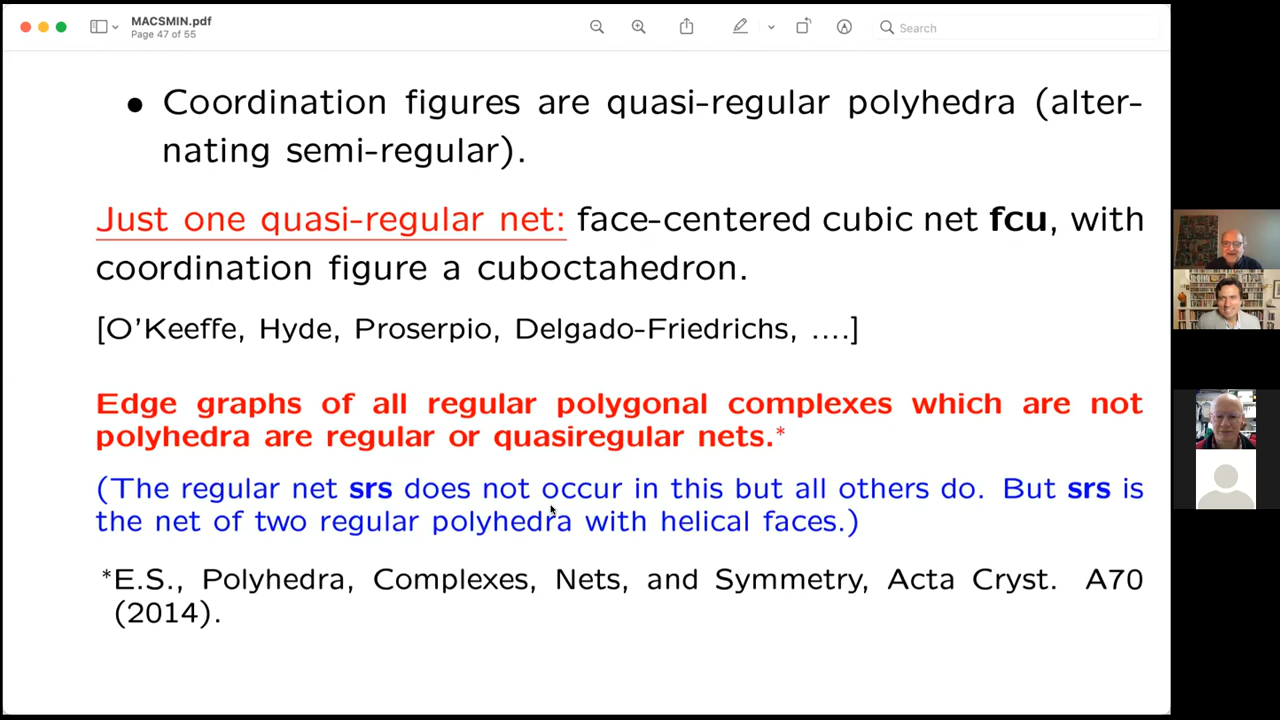 MACSMIN.pdf
Page 47 of 55
Search
• Coordination figures are quasi-regular polyhedra (alter-
nating semi-regular).
Just one quasi-regular net: face-centered cubic net fcu, with
coordination figure a cuboctahedron.
[O'Keeffe, Hyde, Proserpio, Delgado-Friedrichs, ....]
Edge graphs of all regular polygonal complexes which are not
polyhedra are regular or quasiregular nets.*
(The regular net srs does not occur in this but all others do. But srs is
the net of two regular polyhedra with helical faces.)
*E.S., Polyhedra, Complexes, Nets, and Symmetry, Acta Cryst. A70
(2014).